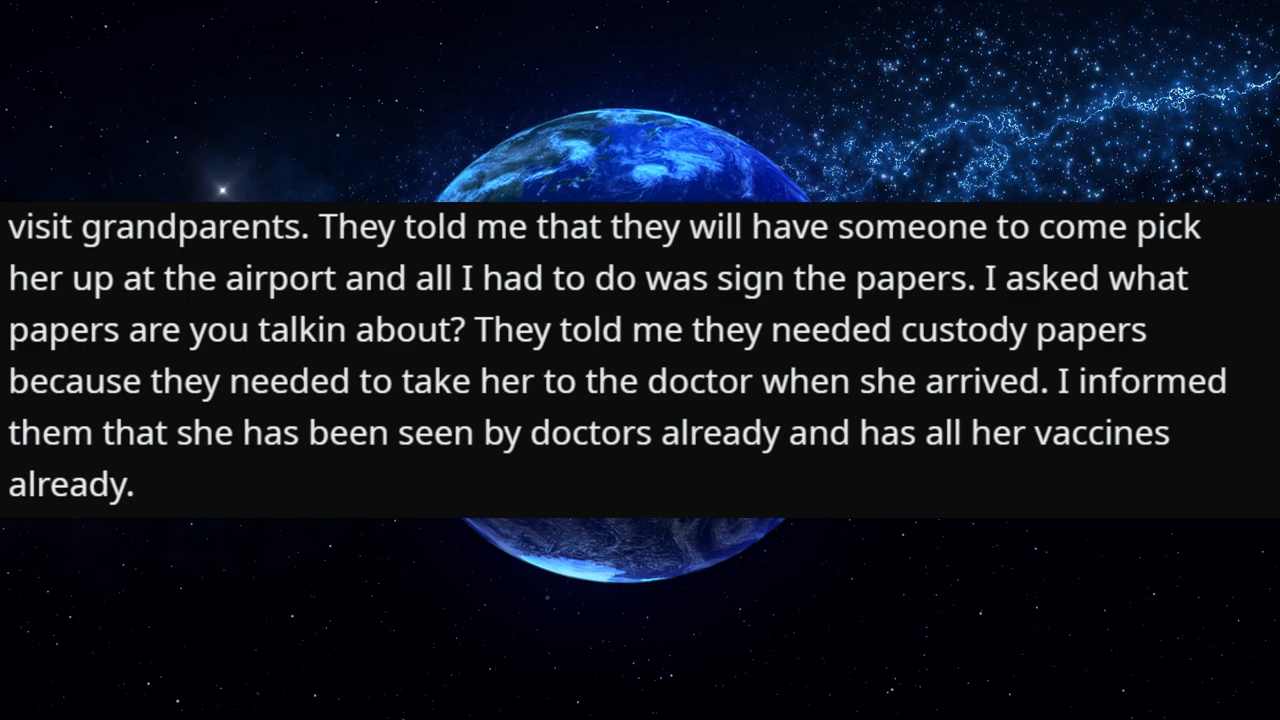 visit grandparents. They told me that they will have someone to come pick
her up at the airport and all I had to do was sign the papers. I asked what
papers are you talkin about? They told me they needed custody papers
because they needed to take her to the doctor when she arrived. I informed
them that she has been seen by doctors already and has all her vaccines
already.